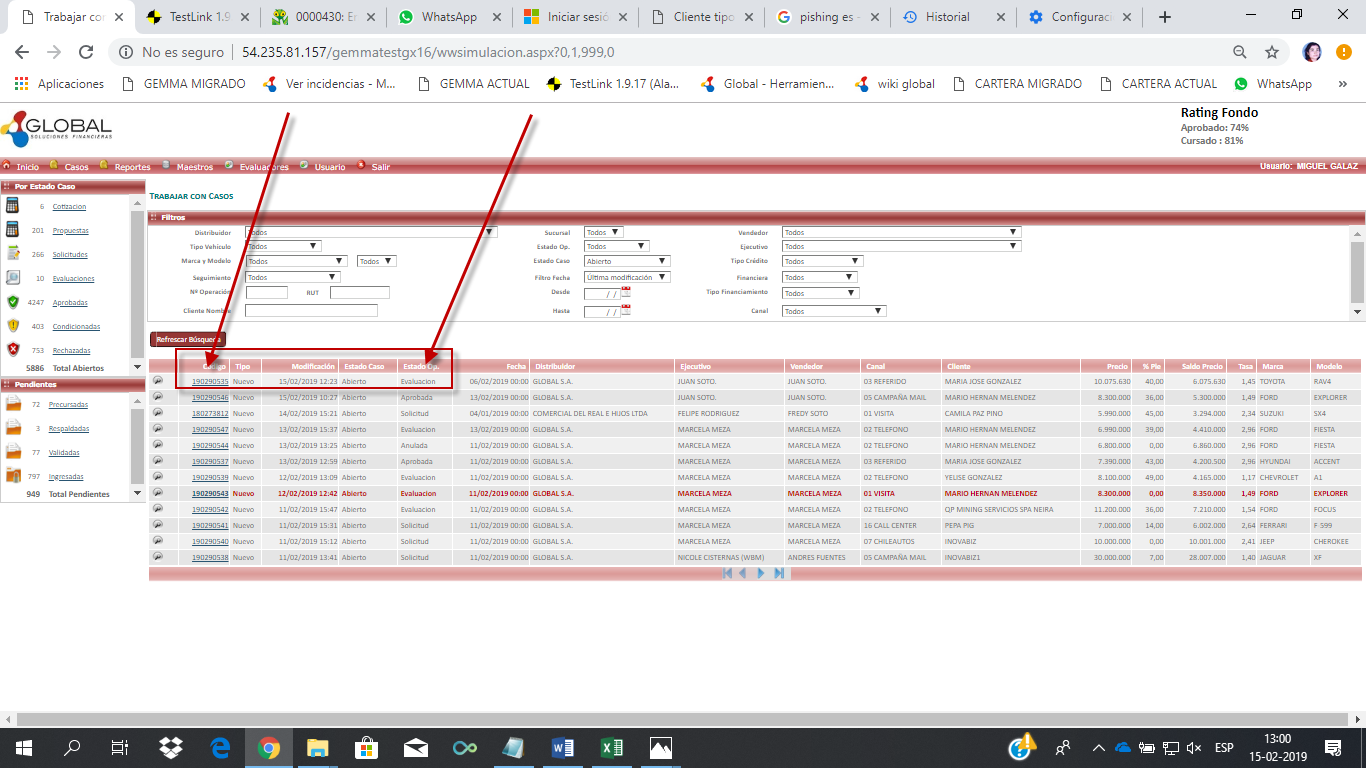 Trabajar cor
TestLink 1.9
0000430: Er
WhatsApp
Iniciar sesió
Cliente tipo
pishing es -
Historial
Configuraci
No es seguro | 54.235.81.157/gemmatestgx16/wwsimulacion.aspx?0,1,999,0
Aplicaciones
GEMMA MIGRADO
Ver incidencias - M...
GEMMA ACTUAL
TestLink 1.9.17 (Ala...
Global - Herramien...
wiki global
CARTERA MIGRADO
CARTERA ACTUAL
WhatsApp
»
GLOBAL
SOLUCIONES FINANCIERAS
Rating Fondo
Aprobado: 74%
Cursado : 81%
Inicio Casos Reportes Maestros Evaluadores Usuario Salir
Usuario: MIGUEL GALAZ
Por Estado Caso
6 Cotizacion
201 Propuestas
266 Solicitudes
10 Evaluaciones
4247 Aprobadas
403 Condicionadas
753 Rechazadas
5886 Total Abiertos
Pendientes
72 Precursadas
3 Respaldadas
77 Validadas
797 Ingresadas
949 Total Pendientes
TRABAJAR CON CASOS
Filtros
Distribuidor Todos Sucursal Todos Vendedor Todos
Tipo Vehículo Todos Estado Op. Todos Ejecutivo Todos
Marca y Modelo Todos Todos Estado Caso Abierto Tipo Crédito Todos
Seguimiento Todos Filtro Fecha Última modificación Financiera Todos
Nº Operación RUT Desde / / Tipo Financiamiento Todos
Cliente Nombre Hasta / / Canal Todos
Refrescar Búsqueda
Código Tipo Modificación Estado Caso Estado Op. Fecha Distribuidor Ejecutivo Vendedor Canal Cliente Precio % Pie Saldo Precio Tasa Marca Modelo
190290535 Nuevo 15/02/2019 12:23 Abierto Evaluacion 06/02/2019 00:00 GLOBAL S.A. JUAN SOTO. JUAN SOTO. 03 REFERIDO MARIA JOSE GONZALEZ 10.075.630 40,00 6.075.630 1,45 TOYOTA RAV4
190290546 Nuevo 15/02/2019 10:27 Abierto Aprobada 13/02/2019 00:00 GLOBAL S.A. JUAN SOTO. JUAN SOTO. 05 CAMPAÑA MAIL MARIO HERNAN MELENDEZ 8.300.000 36,00 5.300.000 1,49 FORD EXPLORER
180273812 Nuevo 14/02/2019 15:21 Abierto Solicitud 04/01/2019 00:00 COMERCIAL DEL REAL E HIJOS LTDA FELIPE RODRIGUEZ FREDY SOTO 01 VISITA CAMILA PAZ PINO 5.990.000 45,00 3.294.000 2,34 SUZUKI SX4
190290547 Nuevo 13/02/2019 15:37 Abierto Evaluacion 13/02/2019 00:00 GLOBAL S.A. MARCELA MEZA MARCELA MEZA 02 TELEFONO MARIO HERNAN MELENDEZ 6.990.000 39,00 4.410.000 2,96 FORD FIESTA
190290544 Nuevo 13/02/2019 13:25 Abierto Anulada 11/02/2019 00:00 GLOBAL S.A. MARCELA MEZA MARCELA MEZA 02 TELEFONO MARIO HERNAN MELENDEZ 6.800.000 0,00 6.860.000 2,96 FORD FIESTA
190290537 Nuevo 13/02/2019 12:59 Abierto Aprobada 11/02/2019 00:00 GLOBAL S.A. MARCELA MEZA MARCELA MEZA 03 REFERIDO MARIA JOSE GONZALEZ 7.390.000 43,00 4.200.500 2,96 HYUNDAI ACCENT
190290539 Nuevo 12/02/2019 13:09 Abierto Evaluacion 11/02/2019 00:00 GLOBAL S.A. MARCELA MEZA MARCELA MEZA 02 TELEFONO YELISE GONZALEZ 8.100.000 49,00 4.165.000 1,17 CHEVROLET A1
190290543 Nuevo 12/02/2019 12:42 Abierto Evaluacion 11/02/2019 00:00 GLOBAL S.A. MARCELA MEZA MARCELA MEZA 01 VISITA MARIO HERNAN MELENDEZ 8.300.000 0,00 8.350.000 1,49 FORD EXPLORER
190290542 Nuevo 11/02/2019 15:47 Abierto Evaluacion 11/02/2019 00:00 GLOBAL S.A. MARCELA MEZA MARCELA MEZA 02 TELEFONO QP MINING SERVICIOS SPA NEIRA 11.200.000 36,00 7.210.000 1,54 FORD FOCUS
190290541 Nuevo 11/02/2019 15:31 Abierto Solicitud 11/02/2019 00:00 GLOBAL S.A. MARCELA MEZA MARCELA MEZA 16 CALL CENTER PEPA PIG 7.000.000 14,00 6.002.000 2,64 FERRARI F-599
190290540 Nuevo 11/02/2019 15:12 Abierto Solicitud 11/02/2019 00:00 GLOBAL S.A. MARCELA MEZA MARCELA MEZA 07 CHILEAUTOS INOVABIZ 10.000.000 0,00 10.001.000 2,41 JEEP CHEROKEE
190290538 Nuevo 11/02/2019 13:41 Abierto Solicitud 11/02/2019 00:00 GLOBAL S.A. NICOLE CISTERNAS (WBM) ANDRES FUENTES 05 CAMPAÑA MAIL INOVABIZ1 30.000.000 7,00 28.007.000 1,40 JAGUAR XF
ESP
13:00
15-02-2019